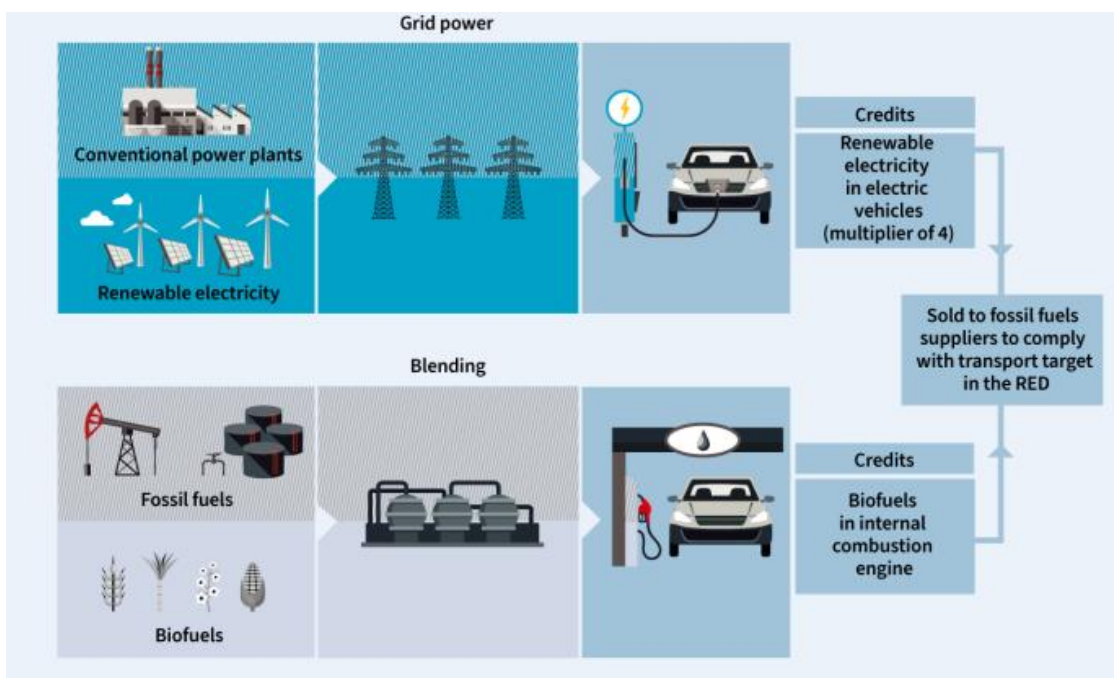 Grid power
Conventional power plants
Renewable electricity
Credits
Renewable
electricity
in electric
vehicles
(multiplier of 4)
Sold to fossil fuels
suppliers to comply
with transport target
in the RED
Blending
Fossil fuels
Biofuels
Credits
Biofuels
in internal
combustion
engine